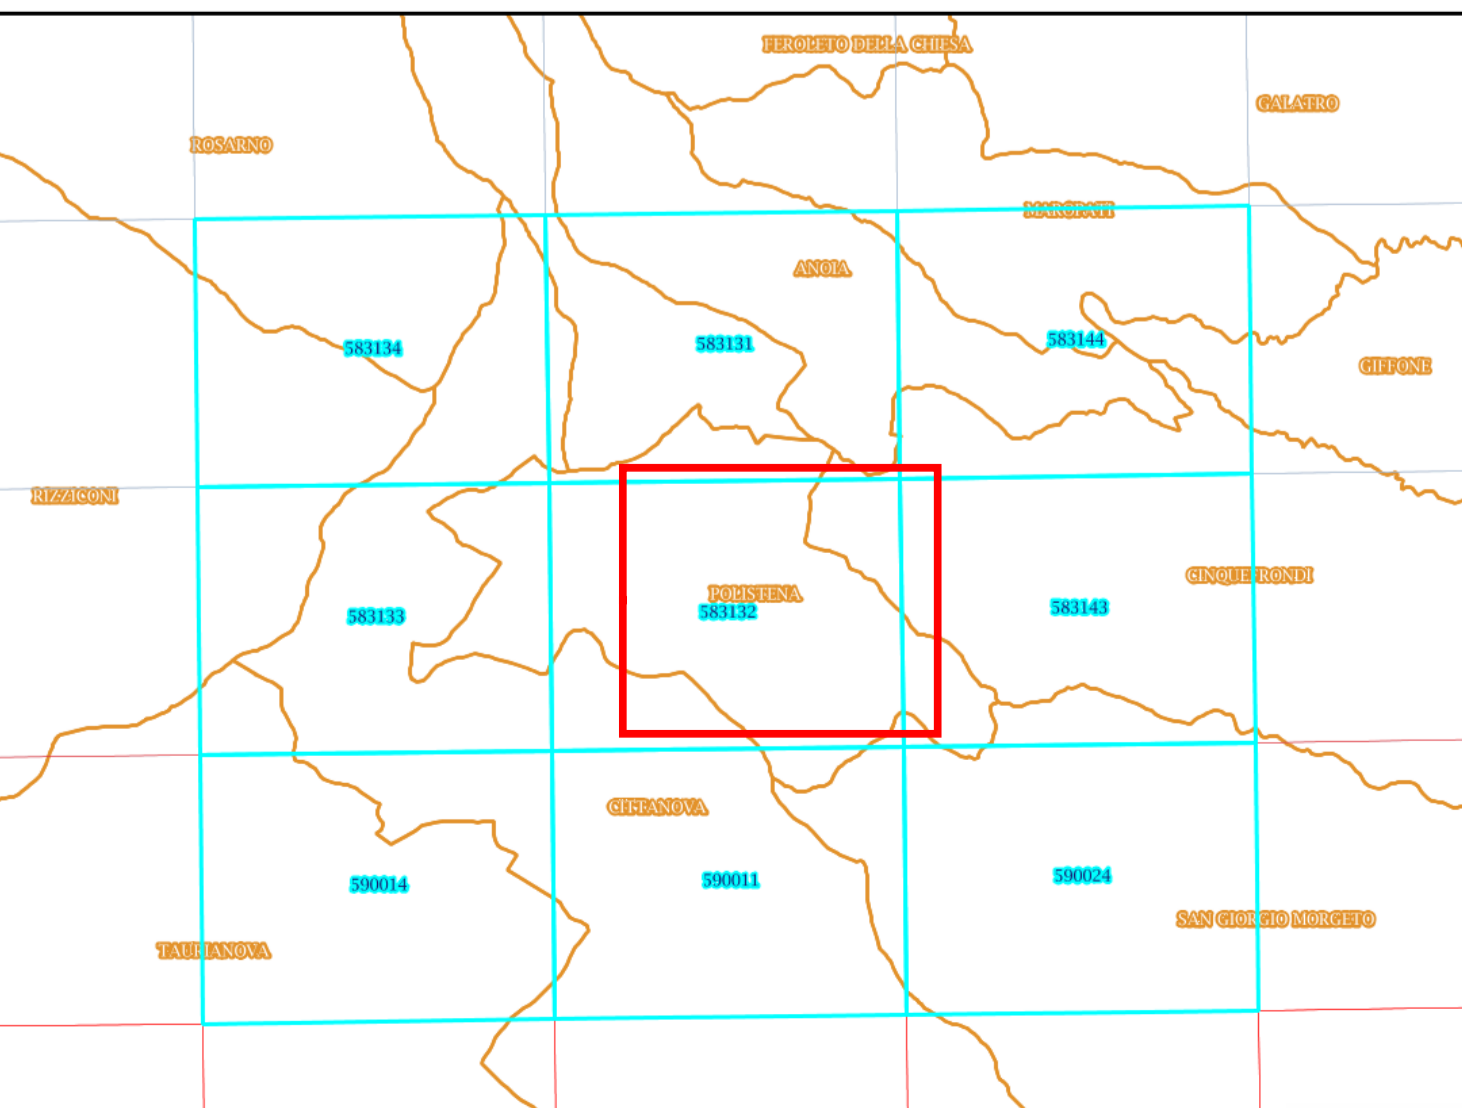 FEROLETO DELLA CHIESA
GALATRO
ROSARNO
MAROPATI
ANOIA
583134
583131
583144
GIFFONE
RIZZICONI
CINQUEFRONDI
POLISTENA
583133
583132
583143
CITTANOVA
590014
590011
590024
SAN GIORGIO MORGETO
TAURIANOVA